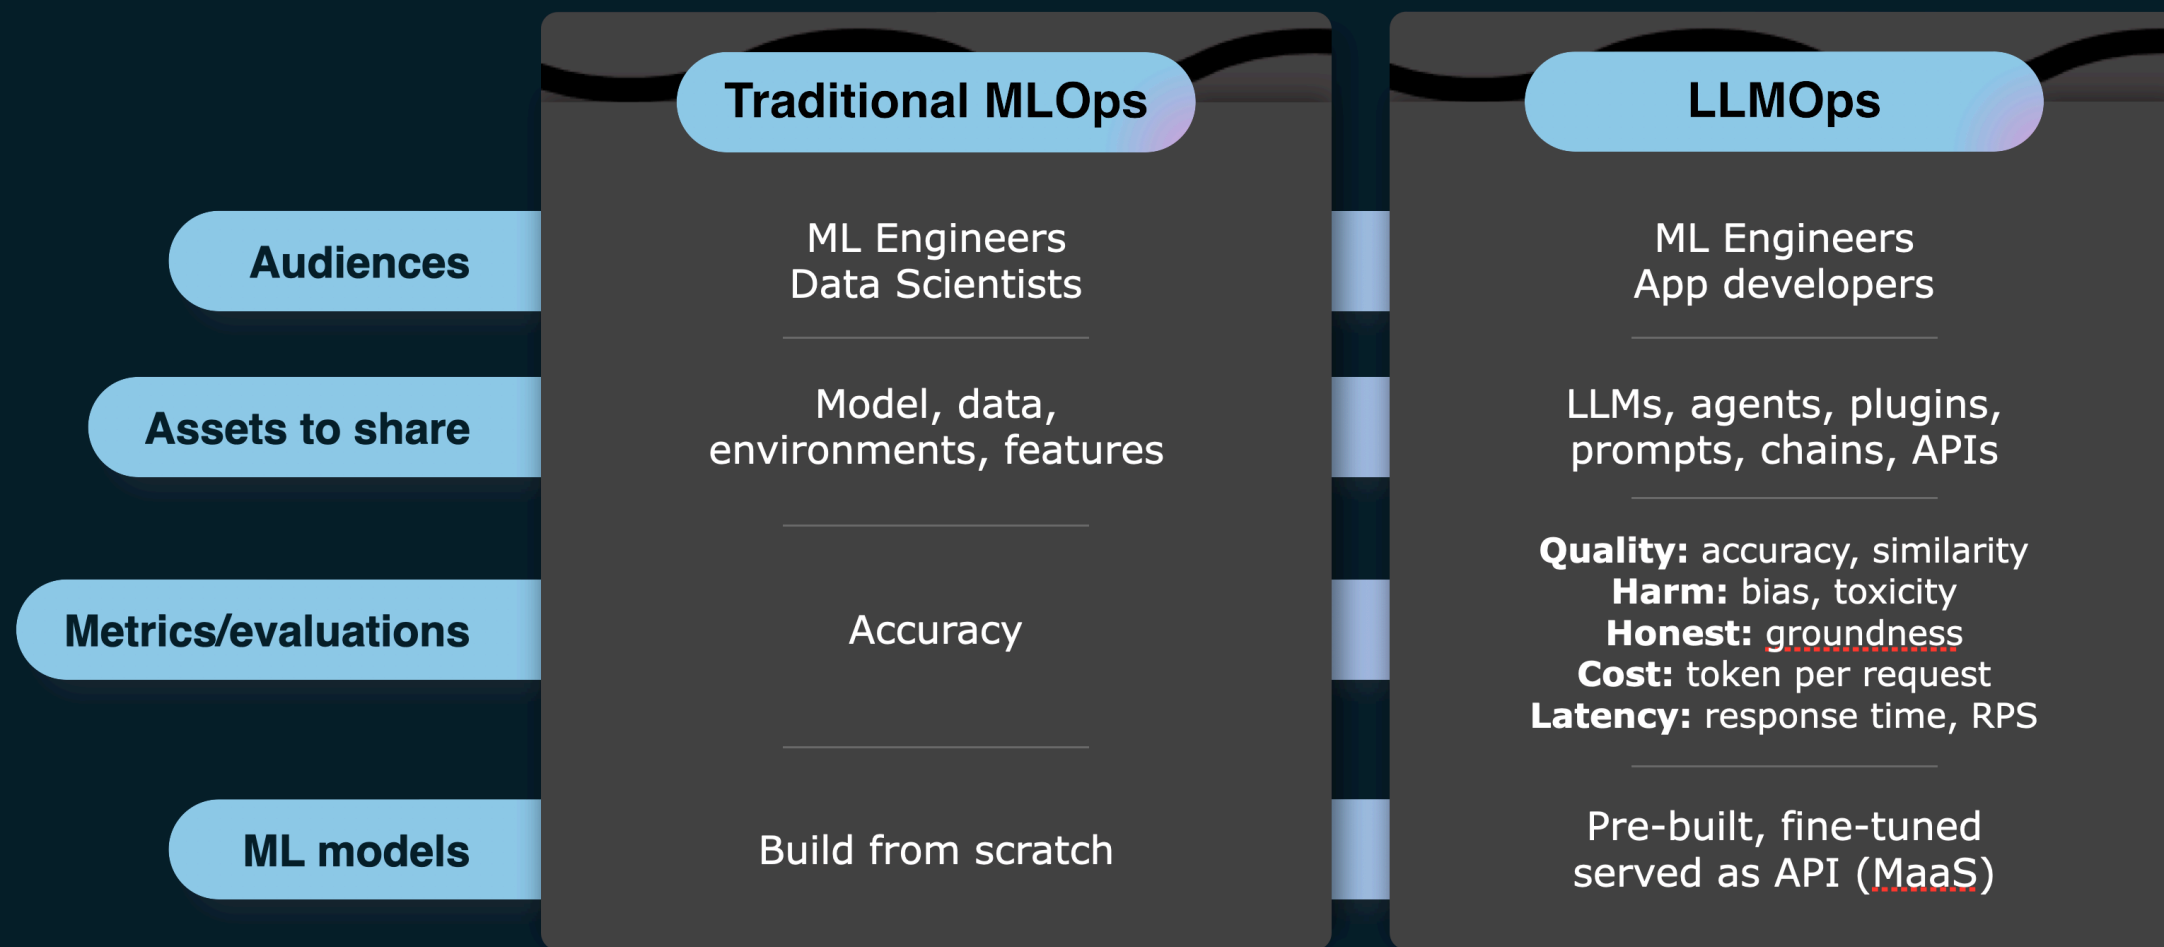 Traditional MLOps
LLMOps
Audiences
ML Engineers
Data Scientists
ML Engineers
App developers
Assets to share
Model, data,
environments, features
LLMs, agents, plugins,
prompts, chains, APIs
Metrics/evaluations
Accuracy
Quality: accuracy, similarity
Harm: bias, toxicity
Honest: groundness
Cost: token per request
Latency: response time, RPS
ML models
Build from scratch
Pre-built, fine-tuned
served as API (MaaS)